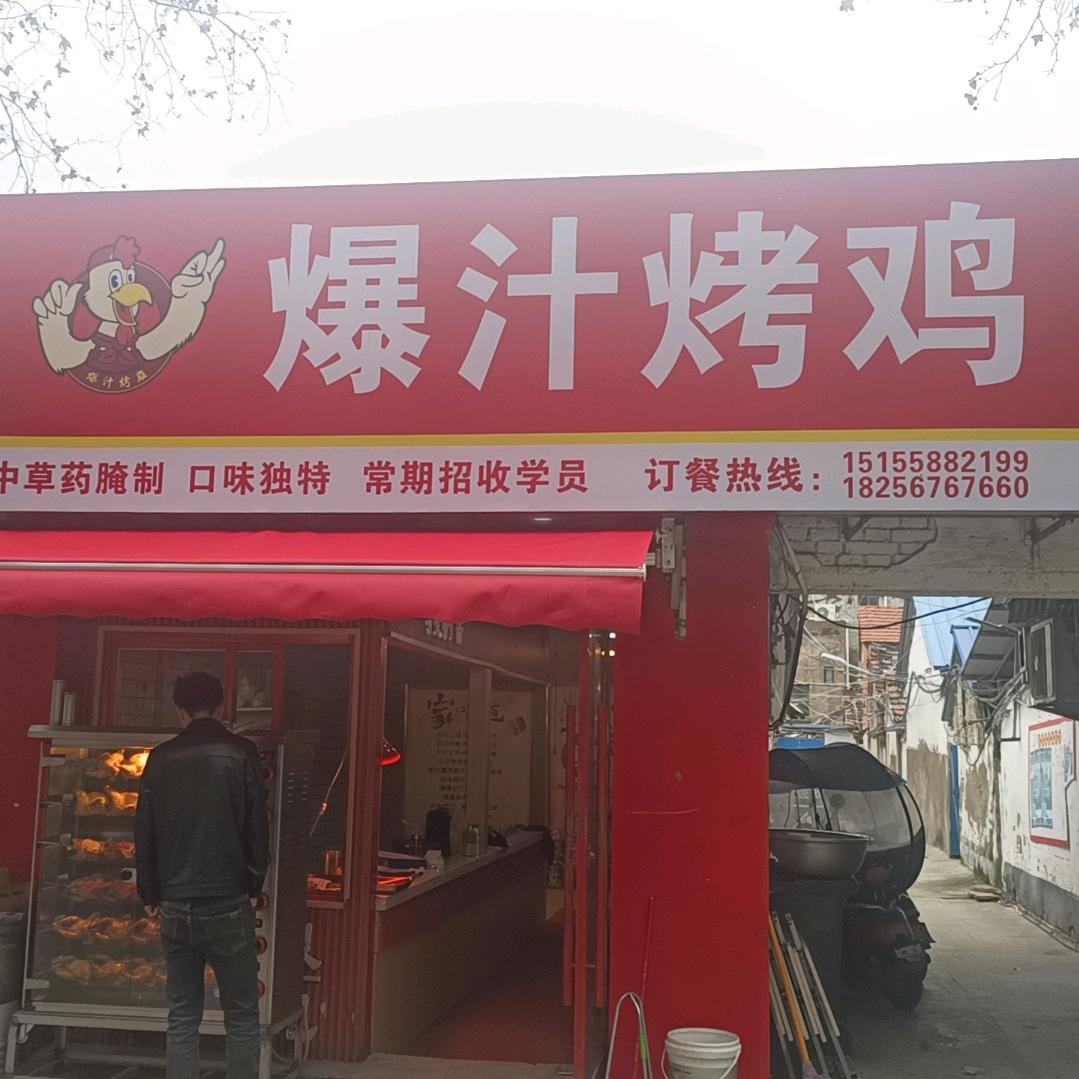 爆汁烤鸡
爆汁烤鸡
中草药腌制 口味独特 常期招收学员 订餐热线：
15155882199
18256767660